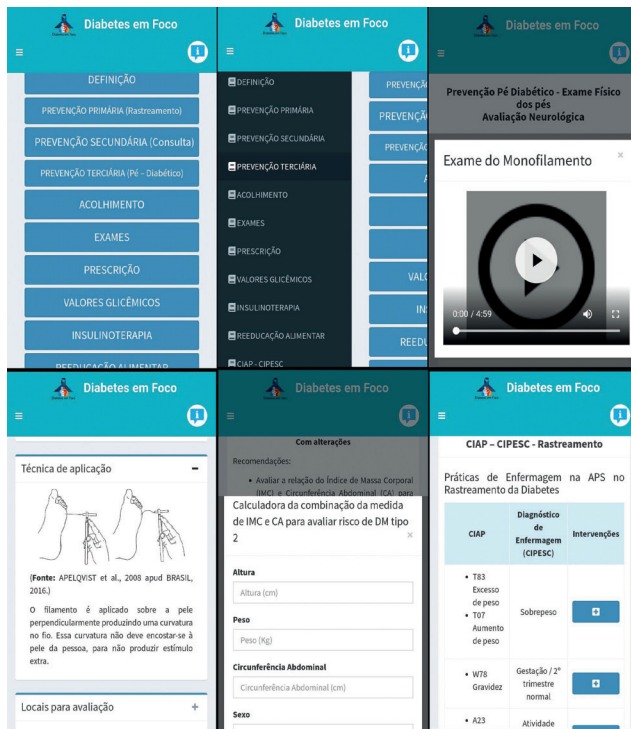 Diabetes em Foco
DEFINIÇÃO
PREVENÇÃO PRIMÁRIA (Rastreamento)
PREVENÇÃO SECUNDÁRIA (Consulta)
PREVENÇÃO TERCIÁRIA (Pé - Diabético)
ACOLHIMENTO
EXAMES
PRESCRIÇÃO
VALORES GLICÊMICOS
INSULINOTERAPIA
REEDUCAÇÃO ALIMENTAR
Diabetes em Foco
DEFINIÇÃO
PREVENÇÃO PRIMÁRIA
PREVENÇÃO SECUNDÁRIA
PREVENÇÃO TERCIÁRIA
ACOLHIMENTO
EXAMES
PRESCRIÇÃO
VALORES GLICÊMICOS
INSULINOTERAPIA
REEDUCAÇÃO ALIMENTAR
CIAP - CIPESC
PREVENÇÃ
PREVENÇÃ
PREVENÇÃ
A
VALO
IN
REEDU
Diabetes em Foco
Prevenção Pé Diabético - Exame Físico
dos pés
Avaliação Neurológica
Exame do Monofilamento ×
0:00 / 4:59
Diabetes em Foco
Técnica de aplicação −
(Fonte: APELQVIST et al., 2008 apud BRASIL,
2016.)
O filamento é aplicado sobre a pele
perpendicularmente produzindo uma curvatura
no fio. Essa curvatura não deve encostar-se à
pele da pessoa, para não produzir estímulo
extra.
Locais para avaliação +
Diabetes em Foco
Com alterações
Recomendações:
• Avaliar a relação do Índice de Massa Corporal
(IMC) e Circunferência Abdominal (CA) para
Calculadora da combinação da medida
de IMC e CA para avaliar risco de DM tipo
2 ×
Altura
Altura (cm)
Peso
Peso (Kg)
Circunferência Abdominal
Circunferência Abdominal (cm)
Sexo
Diabetes em Foco
CIAP – CIPESC - Rastreamento
Práticas de Enfermagem na APS no
Rastreamento da Diabetes
CIAP
Diagnóstico
de
Enfermagem
(CIPESC)
Intervenções
• T83
Excesso
de peso
• T07
Aumento
de peso
Sobrepeso
• W78
Gravidez
Gestação / 2º
trimestre
normal
• A23
Atividade